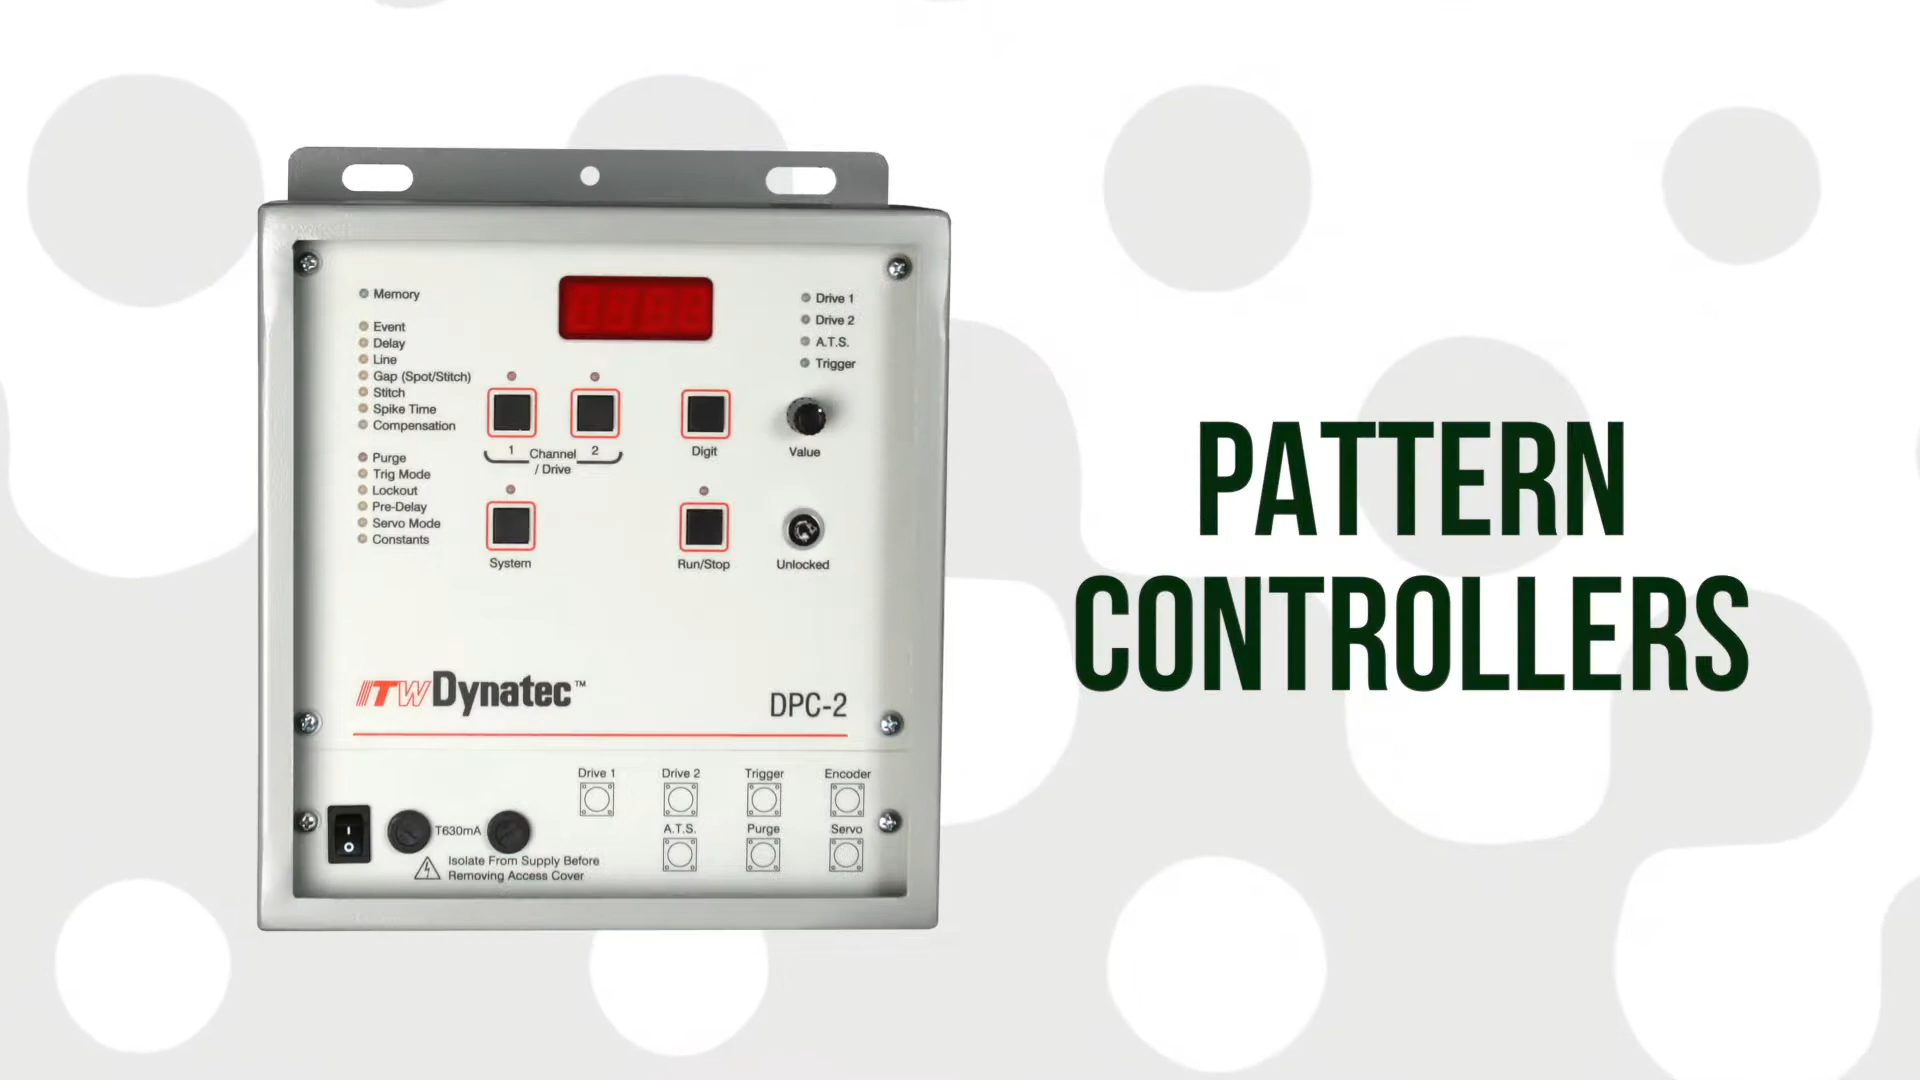 Memory
Event
Delay
Line
Gap (Spot/Stitch)
Stitch
Spike Time
Compensation
Purge
Trig Mode
Lockout
Pre-Delay
Servo Mode
Constants
Drive 1
Drive 2
A.T.S.
Trigger
1 Channel 2
/ Drive
Digit
Value
System
Run/Stop
Unlocked
ITW Dynatec™
DPC-2
Drive 1
Drive 2
Trigger
Encoder
A.T.S.
Purge
Servo
I
O
T630mA
Isolate From Supply Before
Removing Access Cover
PATTERN
CONTROLLERS